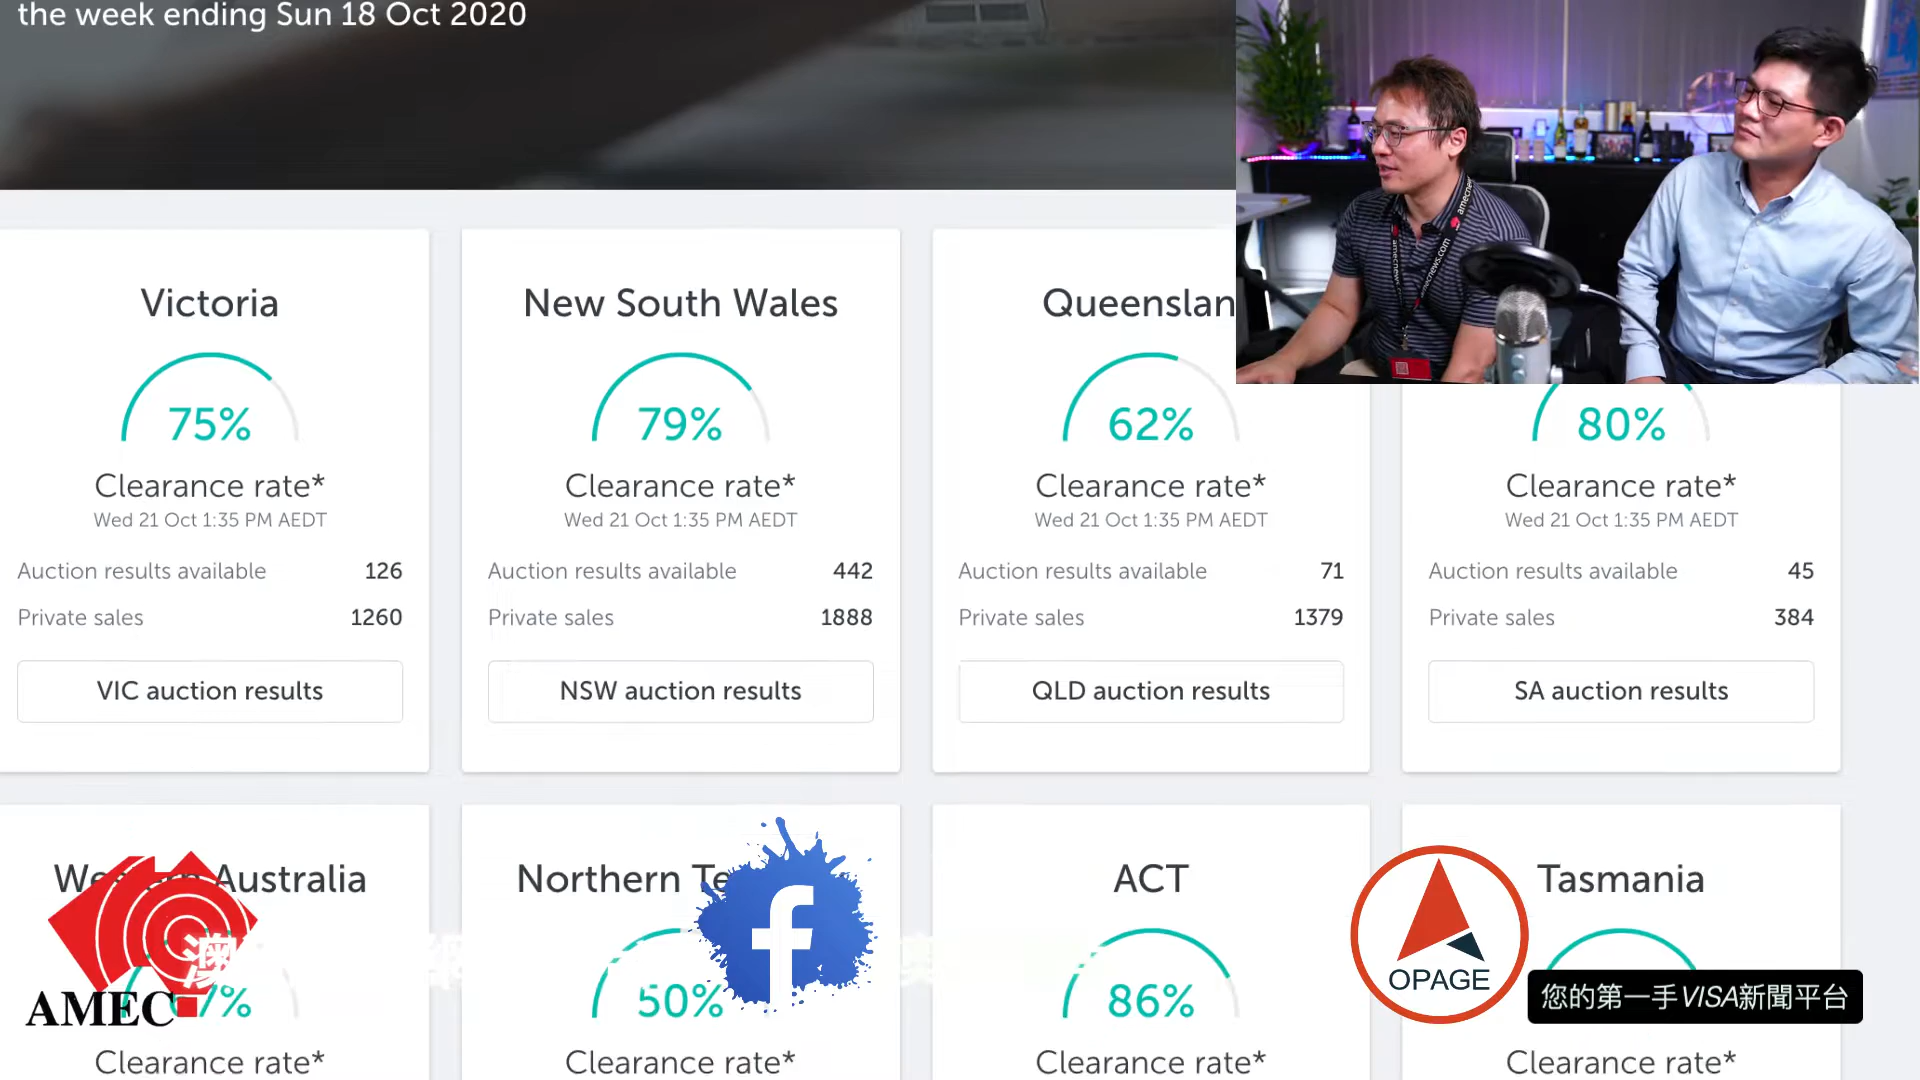 the week ending Sun 18 Oct 2020
Victoria
75%
Clearance rate*
Wed 21 Oct 1:35 PM AEDT
Auction results available 126
Private sales 1260
VIC auction results
New South Wales
79%
Clearance rate*
Wed 21 Oct 1:35 PM AEDT
Auction results available 442
Private sales 1888
NSW auction results
Queenslan
62%
Clearance rate*
Wed 21 Oct 1:35 PM AEDT
Auction results available 71
Private sales 1379
QLD auction results
80%
Clearance rate*
Wed 21 Oct 1:35 PM AEDT
Auction results available 45
Private sales 384
SA auction results
Australia
7%
Clearance rate*
AMEC
澳
Northern Te
50%
Clearance rate*
f
ACT
86%
Clearance rate*
OPAGE
Tasmania
您的第一手VISA新聞平台
Clearance rate*